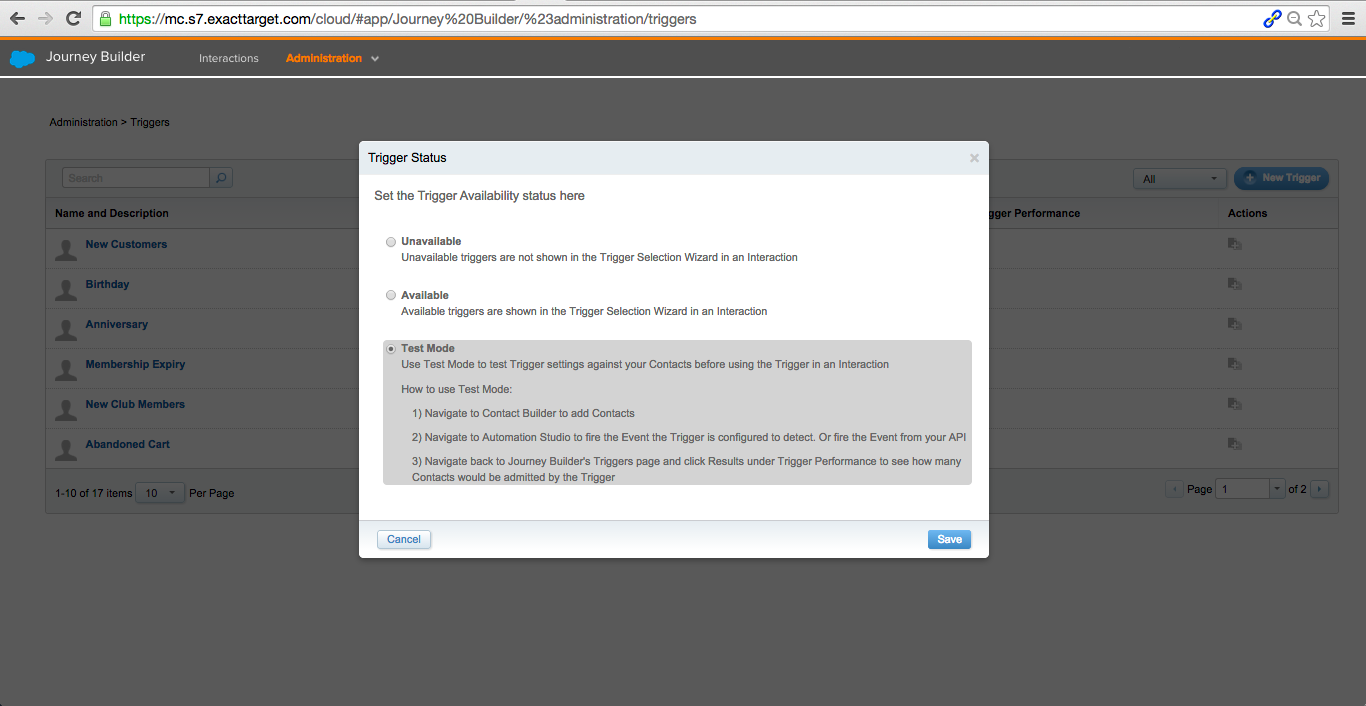 https://mc.s7.exacttarget.com/cloud/#app/Journey%20Builder/%23administration/triggers
Journey Builder
Interactions
Administration
Administration > Triggers
Trigger Status
Set the Trigger Availability status here
Search
All
New Trigger
Name and Description
gger Performance
Actions
New Customers
Birthday
Anniversary
Membership Expiry
New Club Members
Abandoned Cart
Unavailable
Unavailable triggers are not shown in the Trigger Selection Wizard in an Interaction
Available
Available triggers are shown in the Trigger Selection Wizard in an Interaction
Test Mode
Use Test Mode to test Trigger settings against your Contacts before using the Trigger in an Interaction
How to use Test Mode:
1) Navigate to Contact Builder to add Contacts
2) Navigate to Automation Studio to fire the Event the Trigger is configured to detect. Or fire the Event from your API
3) Navigate back to Journey Builder's Triggers page and click Results under Trigger Performance to see how many
Contacts would be admitted by the Trigger
1-10 of 17 items 10 Per Page
Page 1 of 2
Cancel
Save